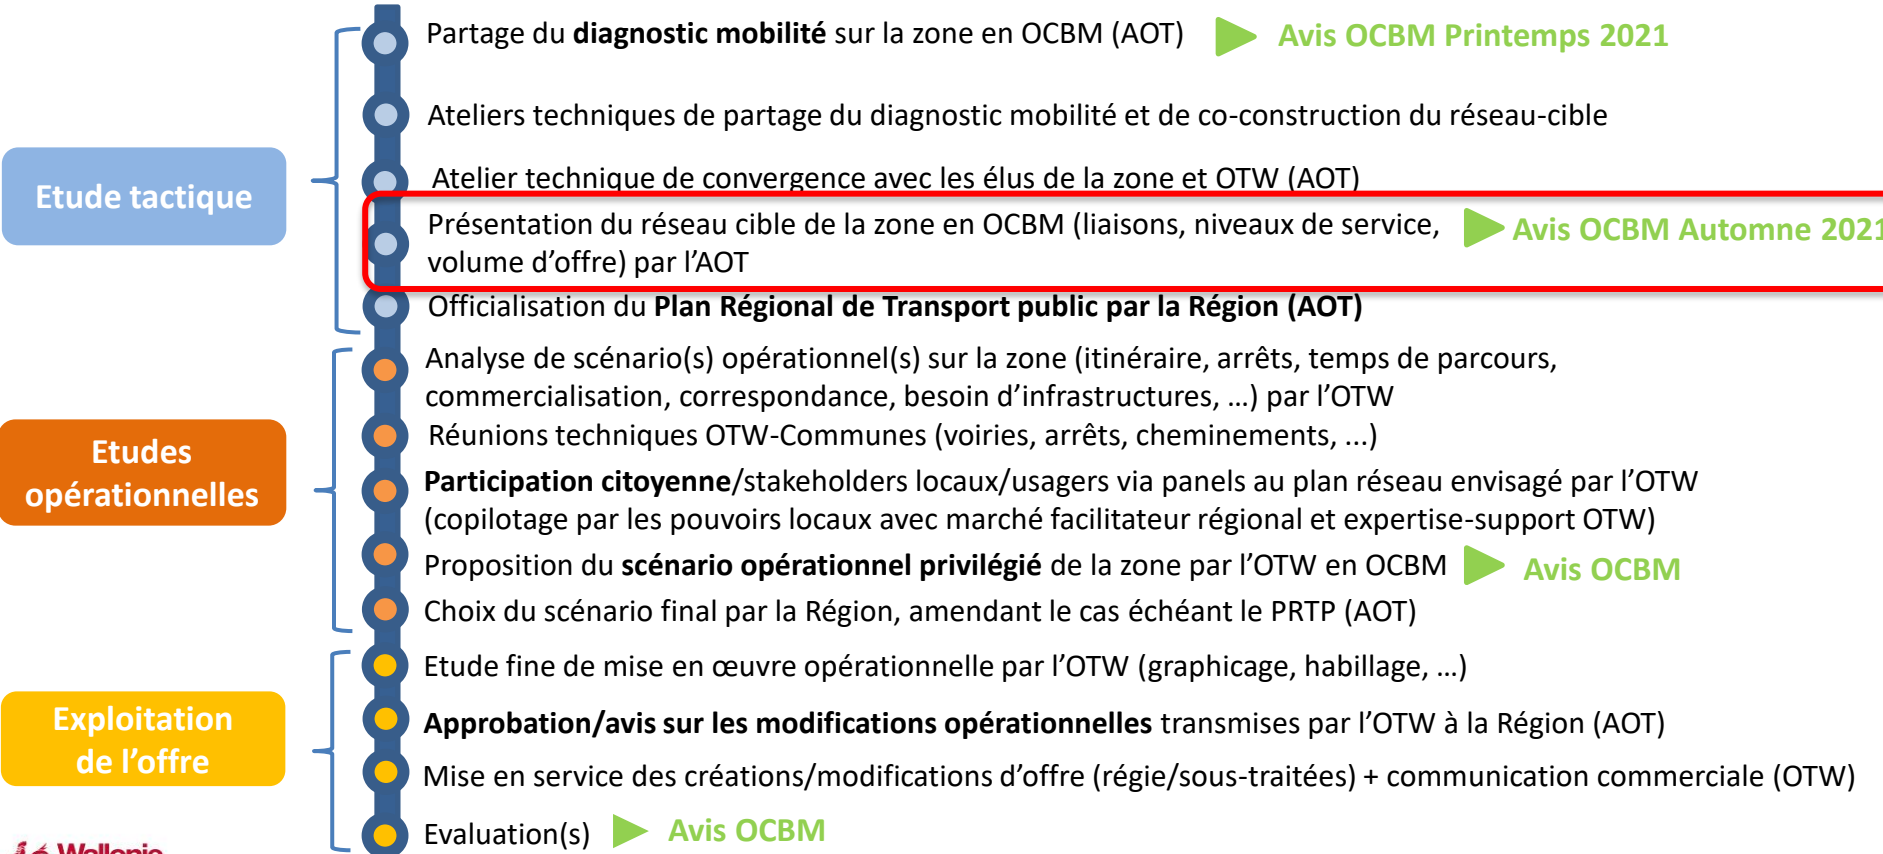 Partage du diagnostic mobilité sur la zone en OCBM (AOT) Avis OCBM Printemps 2021
Ateliers techniques de partage du diagnostic mobilité et de co-construction du réseau-cible
Etude tactique
Atelier technique de convergence avec les élus de la zone et OTW (AOT)
Présentation du réseau cible de la zone en OCBM (liaisons, niveaux de service,
volume d’offre) par l’AOT
Avis OCBM Automne 2021
Officialisation du Plan Régional de Transport public par la Région (AOT)
Etudes
opérationnelles
Analyse de scénario(s) opérationnel(s) sur la zone (itinéraire, arrêts, temps de parcours,
commercialisation, correspondance, besoin d’infrastructures, …) par l’OTW
Réunions techniques OTW-Communes (voiries, arrêts, cheminements, ...)
Participation citoyenne/stakeholders locaux/usagers via panels au plan réseau envisagé par l’OTW
(copilotage par les pouvoirs locaux avec marché facilitateur régional et expertise-support OTW)
Proposition du scénario opérationnel privilégié de la zone par l’OTW en OCBM Avis OCBM
Choix du scénario final par la Région, amendant le cas échéant le PRTP (AOT)
Exploitation
de l’offre
Etude fine de mise en œuvre opérationnelle par l’OTW (graphicage, habillage, …)
Approbation/avis sur les modifications opérationnelles transmises par l’OTW à la Région (AOT)
Mise en service des créations/modifications d’offre (régie/sous-traitées) + communication commerciale (OTW)
Evaluation(s) Avis OCBM
Wallonie